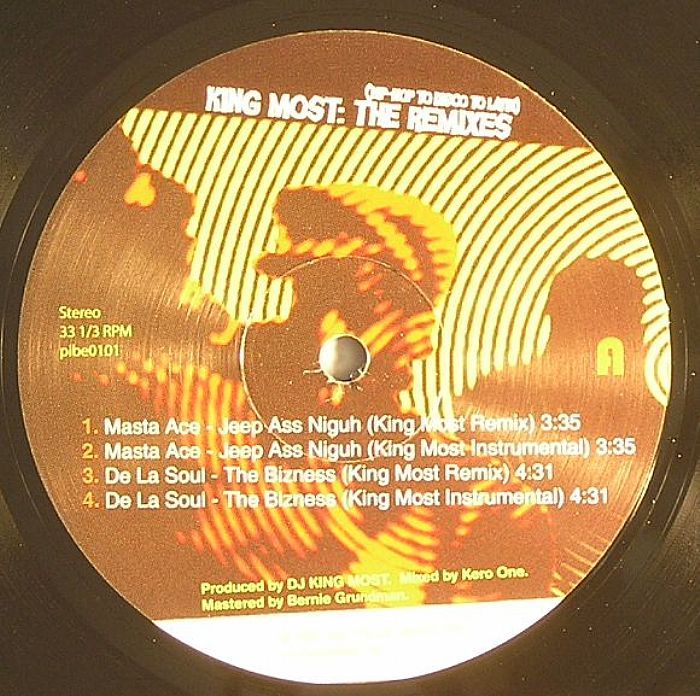 (HIP-HOP TO DISCO TO LATIN)
KING MOST: THE REMIXES
Stereo
33 1/3 RPM
plbe0101
A
1. Masta Ace - Jeep Ass Niguh (King Most Remix) 3:35
2. Masta Ace - Jeep Ass Niguh (King Most Instrumental) 3:35
3. De La Soul - The Bizness (King Most Remix) 4:31
4. De La Soul - The Bizness (King Most Instrumental) 4:31
Produced by DJ KING MOST. Mixed by Kero One.
Mastered by Bernie Grundman.